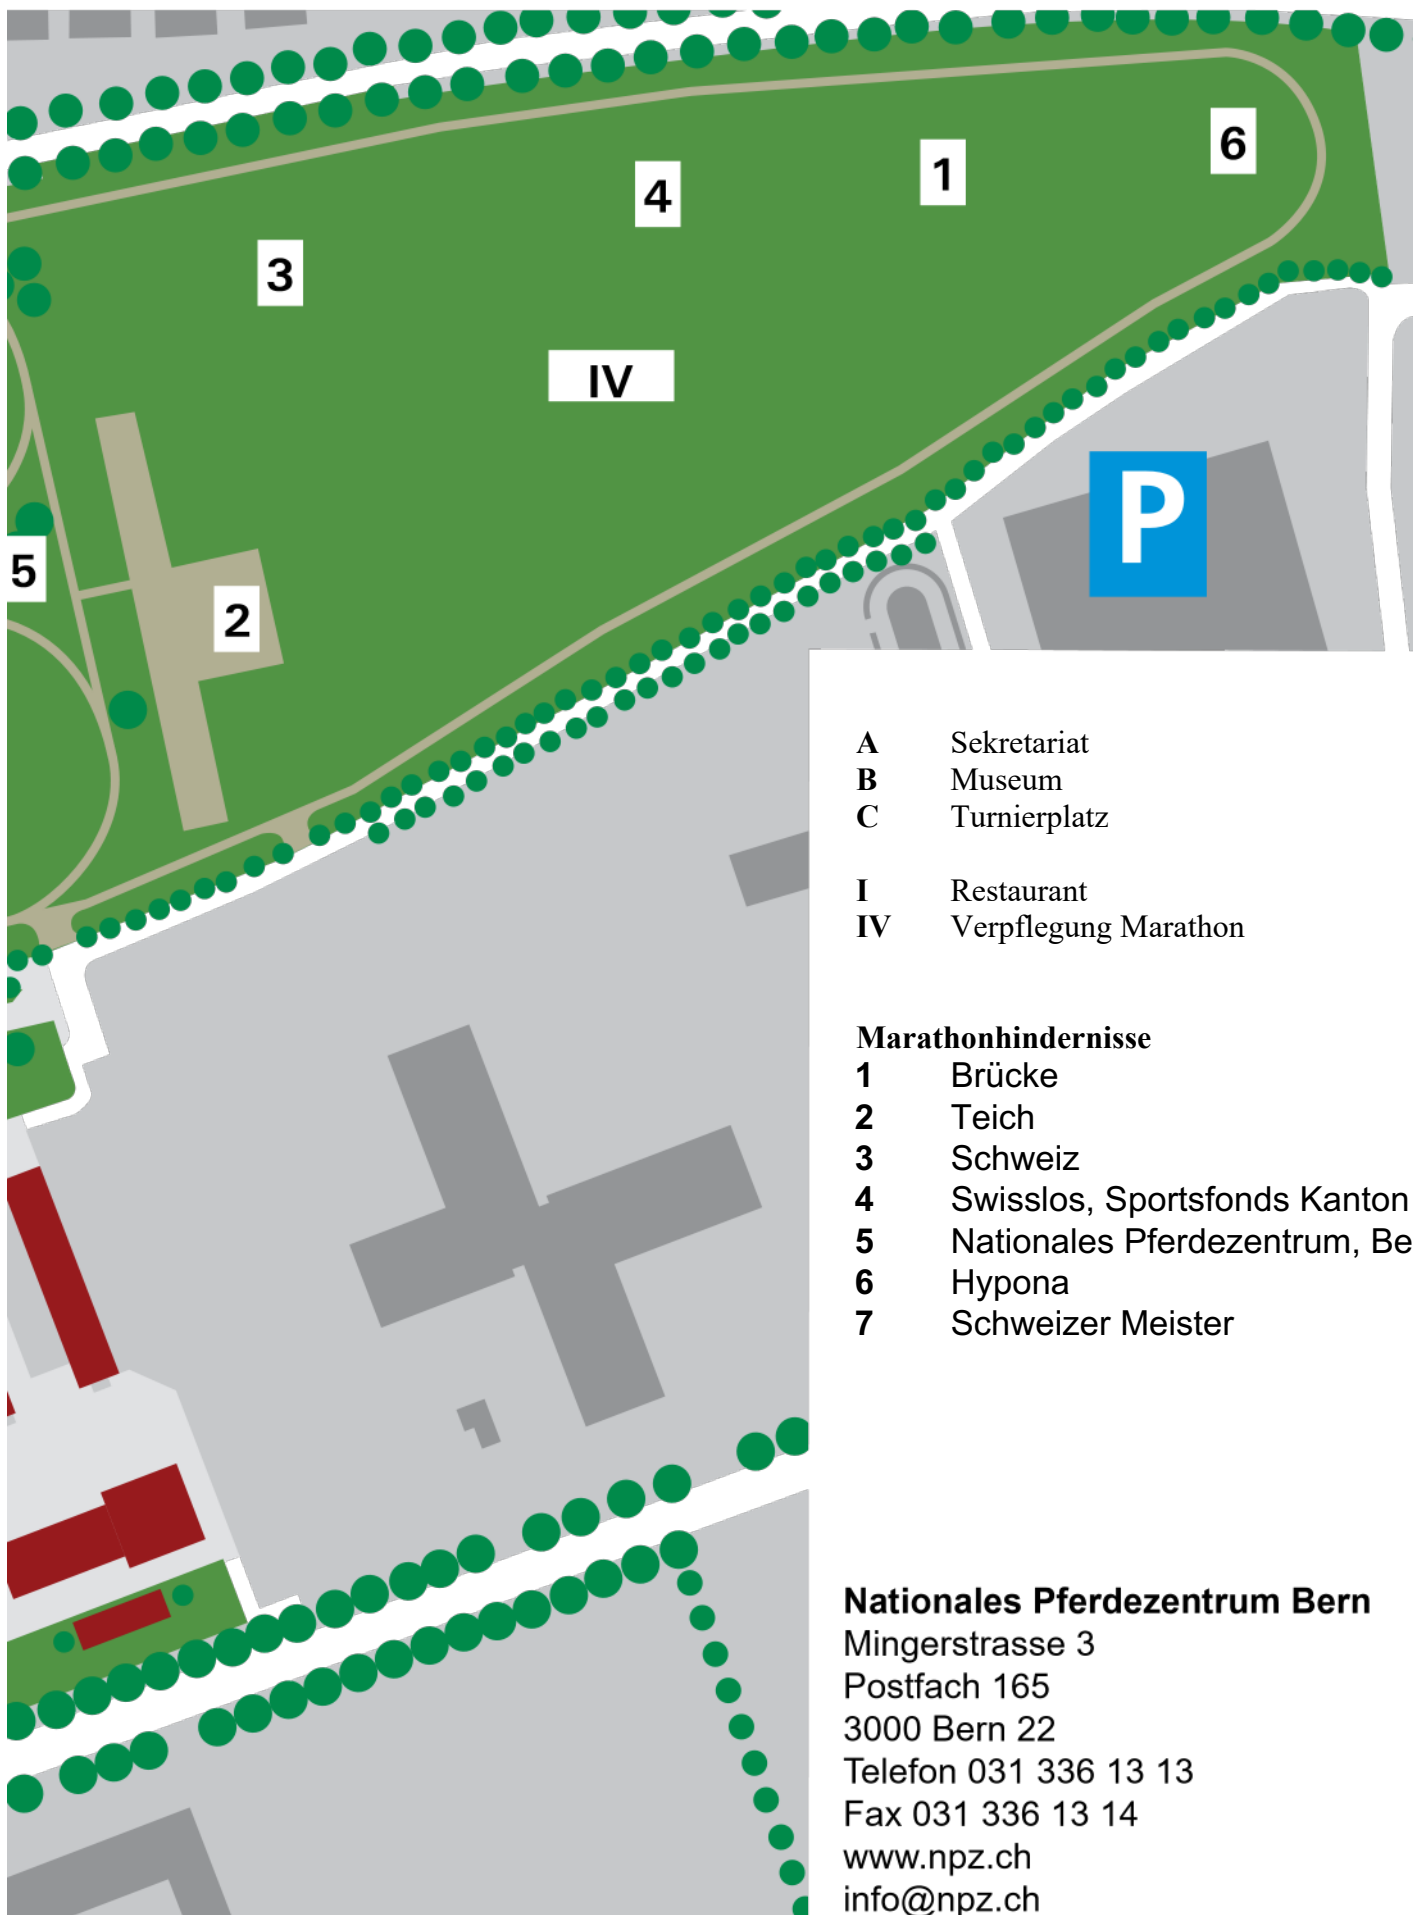 6
1
4
3
IV
P
5
2
A Sekretariat
B Museum
C Turnierplatz
I Restaurant
IV Verpflegung Marathon
Marathonhindernisse
1 Brücke
2 Teich
3 Schweiz
4 Swisslos, Sportsfonds Kanton
5 Nationales Pferdezentrum, Be
6 Hypona
7 Schweizer Meister
Nationales Pferdezentrum Bern
Mingerstrasse 3
Postfach 165
3000 Bern 22
Telefon 031 336 13 13
Fax 031 336 13 14
www.npz.ch
info@npz.ch